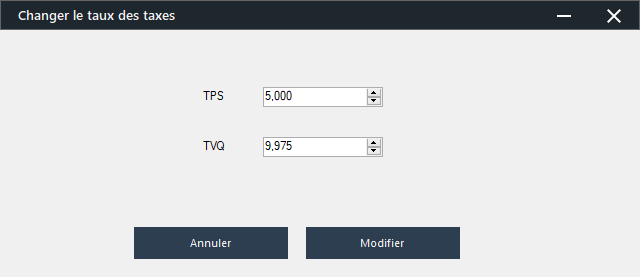 Changer le taux des taxes
TPS 5,000
TVQ 9,975
Annuler Modifier